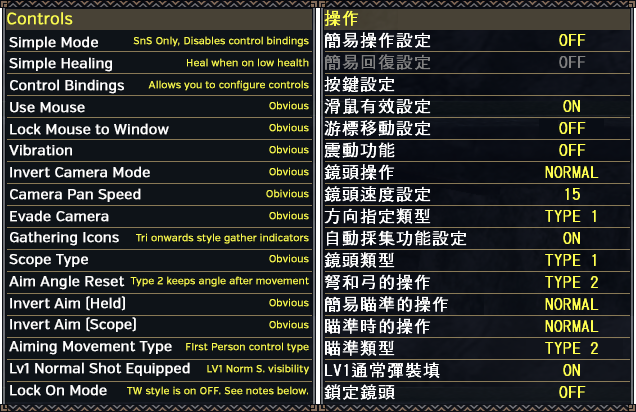 Controls
Simple Mode SnS Only, Disables control bindings
Simple Healing Heal when on low health
Control Bindings Allows you to configure controls
Use Mouse Obvious
Lock Mouse to Window Obvious
Vibration Obvious
Invert Camera Mode Obvious
Camera Pan Speed Obvious
Evade Camera Obvious
Gathering Icons Tri onwards style gather indicators
Scope Type Obvious
Aim Angle Reset Type 2 keeps angle after movement
Invert Aim (Held) Obvious
Invert Aim (Scope) Obvious
Aiming Movement Type First Person control type
Lv1 Normal Shot Equipped LV1 Norm S. visibility
Lock On Mode TW style is on OFF. See notes below.
操作
簡易操作設定 OFF
簡易回復設定 OFF
按鍵設定
滑鼠有效設定 ON
游標移動設定 OFF
震動功能 OFF
鏡頭操作 NORMAL
鏡頭速度設定 15
方向指定類型 TYPE 1
自動採集功能設定 ON
鏡頭類型 TYPE 1
弩和弓的操作 TYPE 2
簡易瞄準的操作 NORMAL
瞄準時的操作 NORMAL
瞄準類型 TYPE 2
LV1通常彈裝填 ON
鎖定鏡頭 OFF